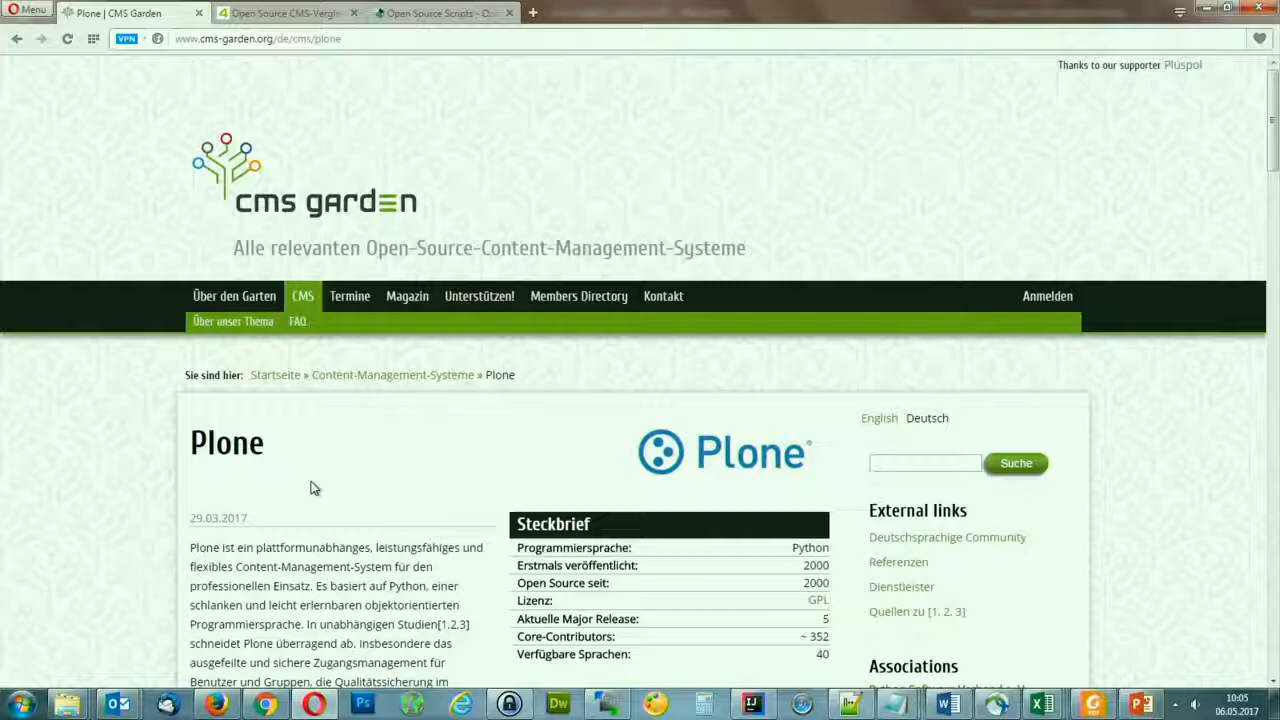 Menu
Plone | CMS Garden
Open Source CMS-Vergle
Open Source Scripts -
VPN
www.cms-garden.org/de/cms/plone
Thanks to our supporter Pluspol
cms garden
Alle relevanten Open-Source-Content-Management-Systeme
Über den Garten CMS Termine Magazin Unterstützen! Members Directory Kontakt Anmelden
Über unser Thema FAQ
Sie sind hier: Startseite » Content-Management-Systeme » Plone
English Deutsch
Plone
Plone
Suche
29.03.2017
Plone ist ein plattformunabhänges, leistungsfähiges und
flexibles Content-Management-System für den
professionellen Einsatz. Es basiert auf Python, einer
schlanken und leicht erlernbaren objektorientierten
Programmiersprache. In unabhängigen Studien[1,2,3]
schneidet Plone überragend ab. Insbesondere das
ausgefeilte und sichere Zugangsmanagement für
Benutzer und Gruppen, die Qualitätssicherung im
Steckbrief
Programmiersprache: Python
Erstmals veröffentlicht: 2000
Open Source seit: 2000
Lizenz: GPL
Aktuelle Major Release: 5
Core-Contributors: ~ 352
Verfügbare Sprachen: 40
External links
Deutschsprachige Community
Referenzen
Dienstleister
Quellen zu [1, 2, 3]
Associations
Ps
Dw
IJ
10:05
06.05.2017